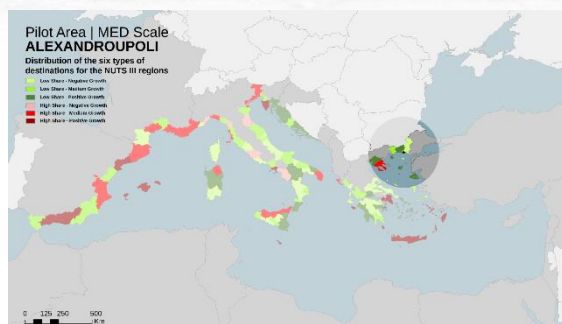 Pilot Area | MED Scale
ALEXANDROUPOLI
Distribution of the six types of
destinations for the NUTS III regions
Low Share - Negative Growth
Low Share - Medium Growth
Low Share - Positive Growth
High Share - Negative Growth
High Share - Medium Growth
High Share - Positive Growth
0 125 250 500
Km